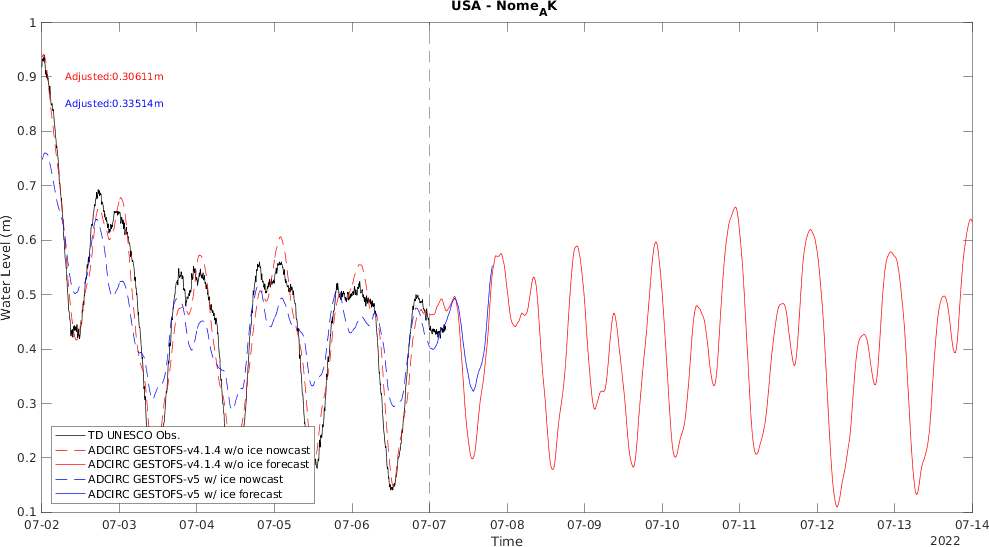 USA - Nome_AK
1
0.9
0.8
0.7
0.6
0.5
0.4
0.3
0.2
0.1
Water Level (m)
Adjusted:0.30611m
Adjusted:0.33514m
TD UNESCO Obs.
ADCIRC GESTOFS-v4.1.4 w/o ice nowcast
ADCIRC GESTOFS-v4.1.4 w/o ice forecast
ADCIRC GESTOFS-v5 w/ ice nowcast
ADCIRC GESTOFS-v5 w/ ice forecast
07-02 07-03 07-04 07-05 07-06 07-07 07-08 07-09 07-10 07-11 07-12 07-13 07-14
Time
2022